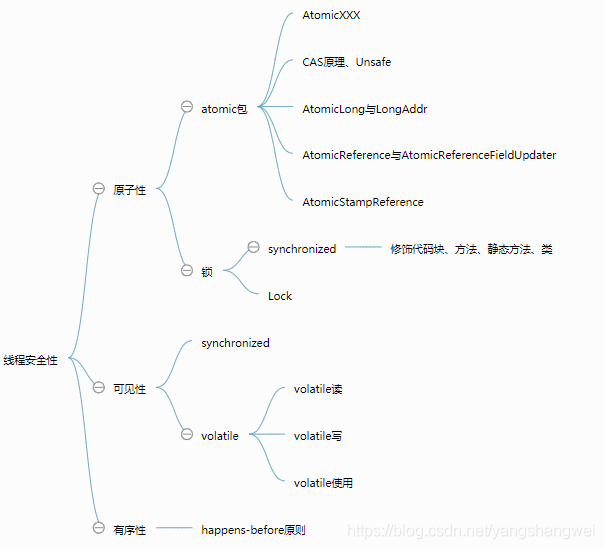 AtomicXXX
CAS原理、Unsafe
atomic包
AtomicLong与LongAddr
AtomicReference与AtomicReferenceFieldUpdater
原子性
AtomicStampReference
synchronized
修饰代码块、方法、静态方法、类
锁
Lock
synchronized
线程安全性
可见性
volatile读
volatile
volatile写
volatile使用
有序性
happens-before原则
https://blog.csdn.net/yangshangwei